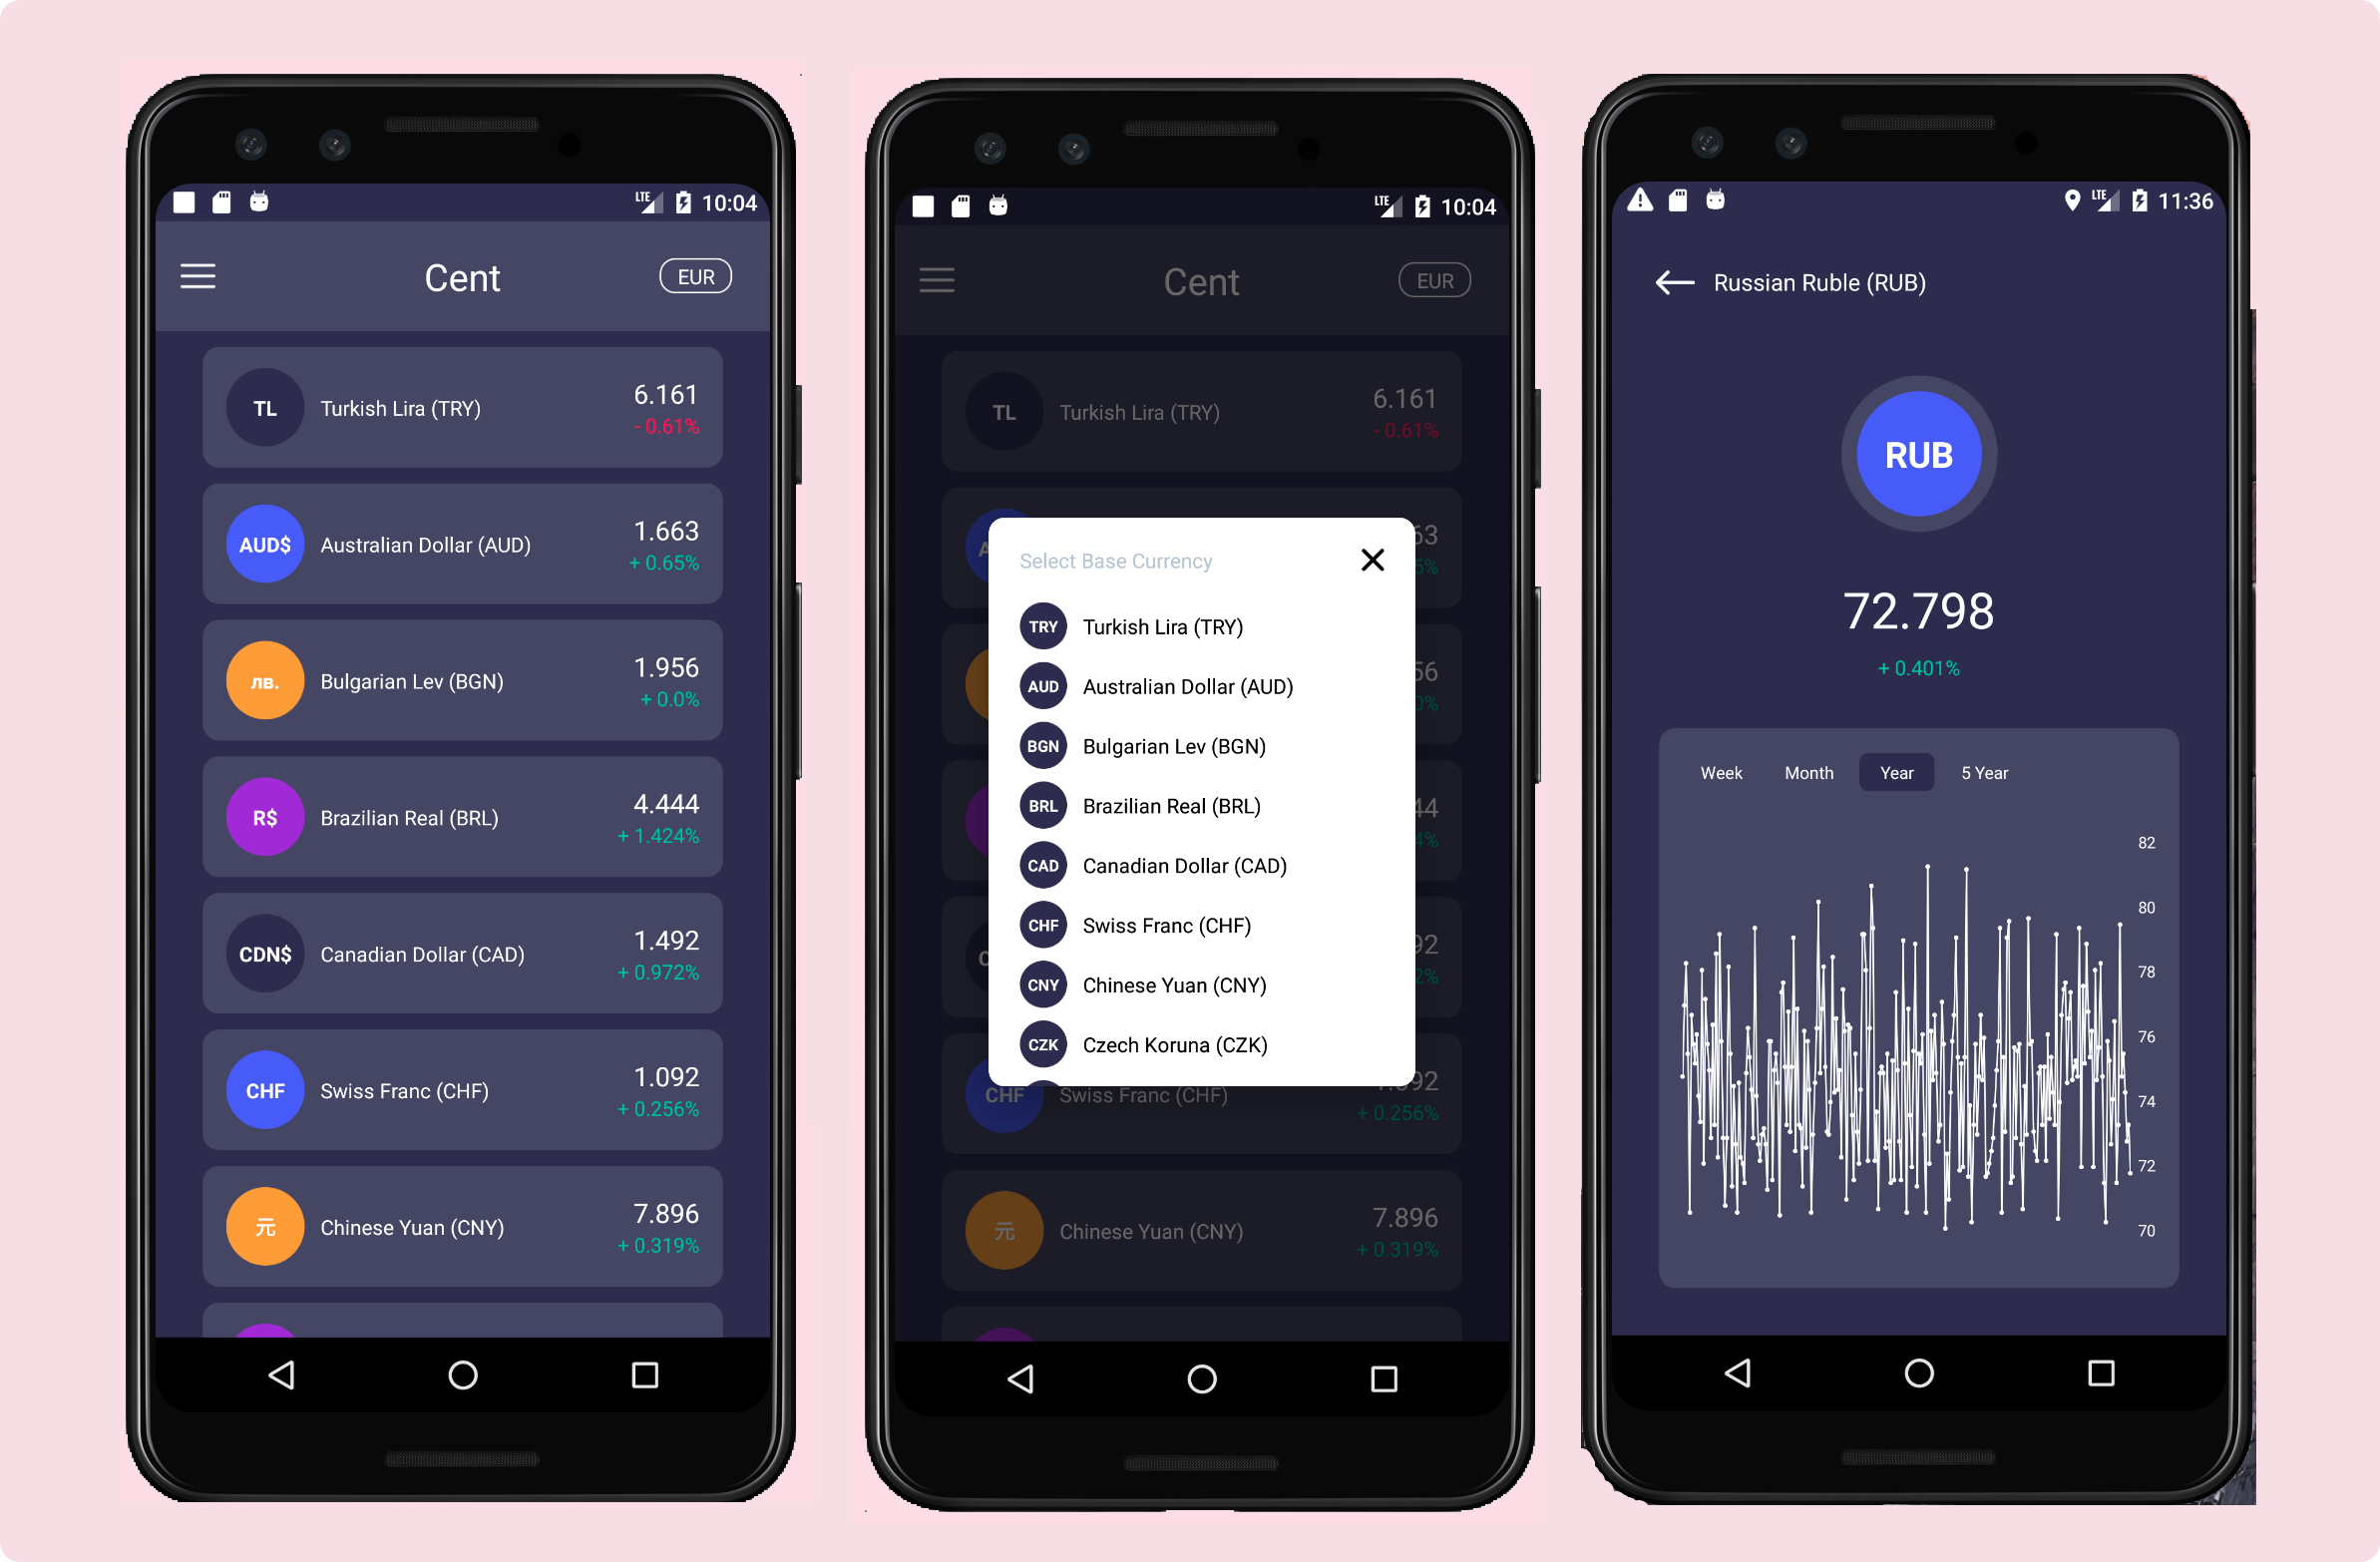 LTE 10:04
Cent
EUR
TL
Turkish Lira (TRY)
6.161
- 0.61%
AUD$
Australian Dollar (AUD)
1.663
+ 0.65%
лв.
Bulgarian Lev (BGN)
1.956
+ 0.0%
R$
Brazilian Real (BRL)
4.444
+ 1.424%
CDN$
Canadian Dollar (CAD)
1.492
+ 0.972%
CHF
Swiss Franc (CHF)
1.092
+ 0.256%
元
Chinese Yuan (CNY)
7.896
+ 0.319%
LTE 10:04
Cent
EUR
TL
Turkish Lira (TRY)
6.161
- 0.61%
Select Base Currency
TRY
Turkish Lira (TRY)
AUD
Australian Dollar (AUD)
BGN
Bulgarian Lev (BGN)
BRL
Brazilian Real (BRL)
CAD
Canadian Dollar (CAD)
CHF
Swiss Franc (CHF)
CNY
Chinese Yuan (CNY)
CZK
Czech Koruna (CZK)
CHF
Swiss Franc (CHF)
+ 0.256%
元
Chinese Yuan (CNY)
7.896
+ 0.319%
LTE 11:36
Russian Ruble (RUB)
RUB
72.798
+ 0.401%
Week Month Year 5 Year
82
80
78
76
74
72
70